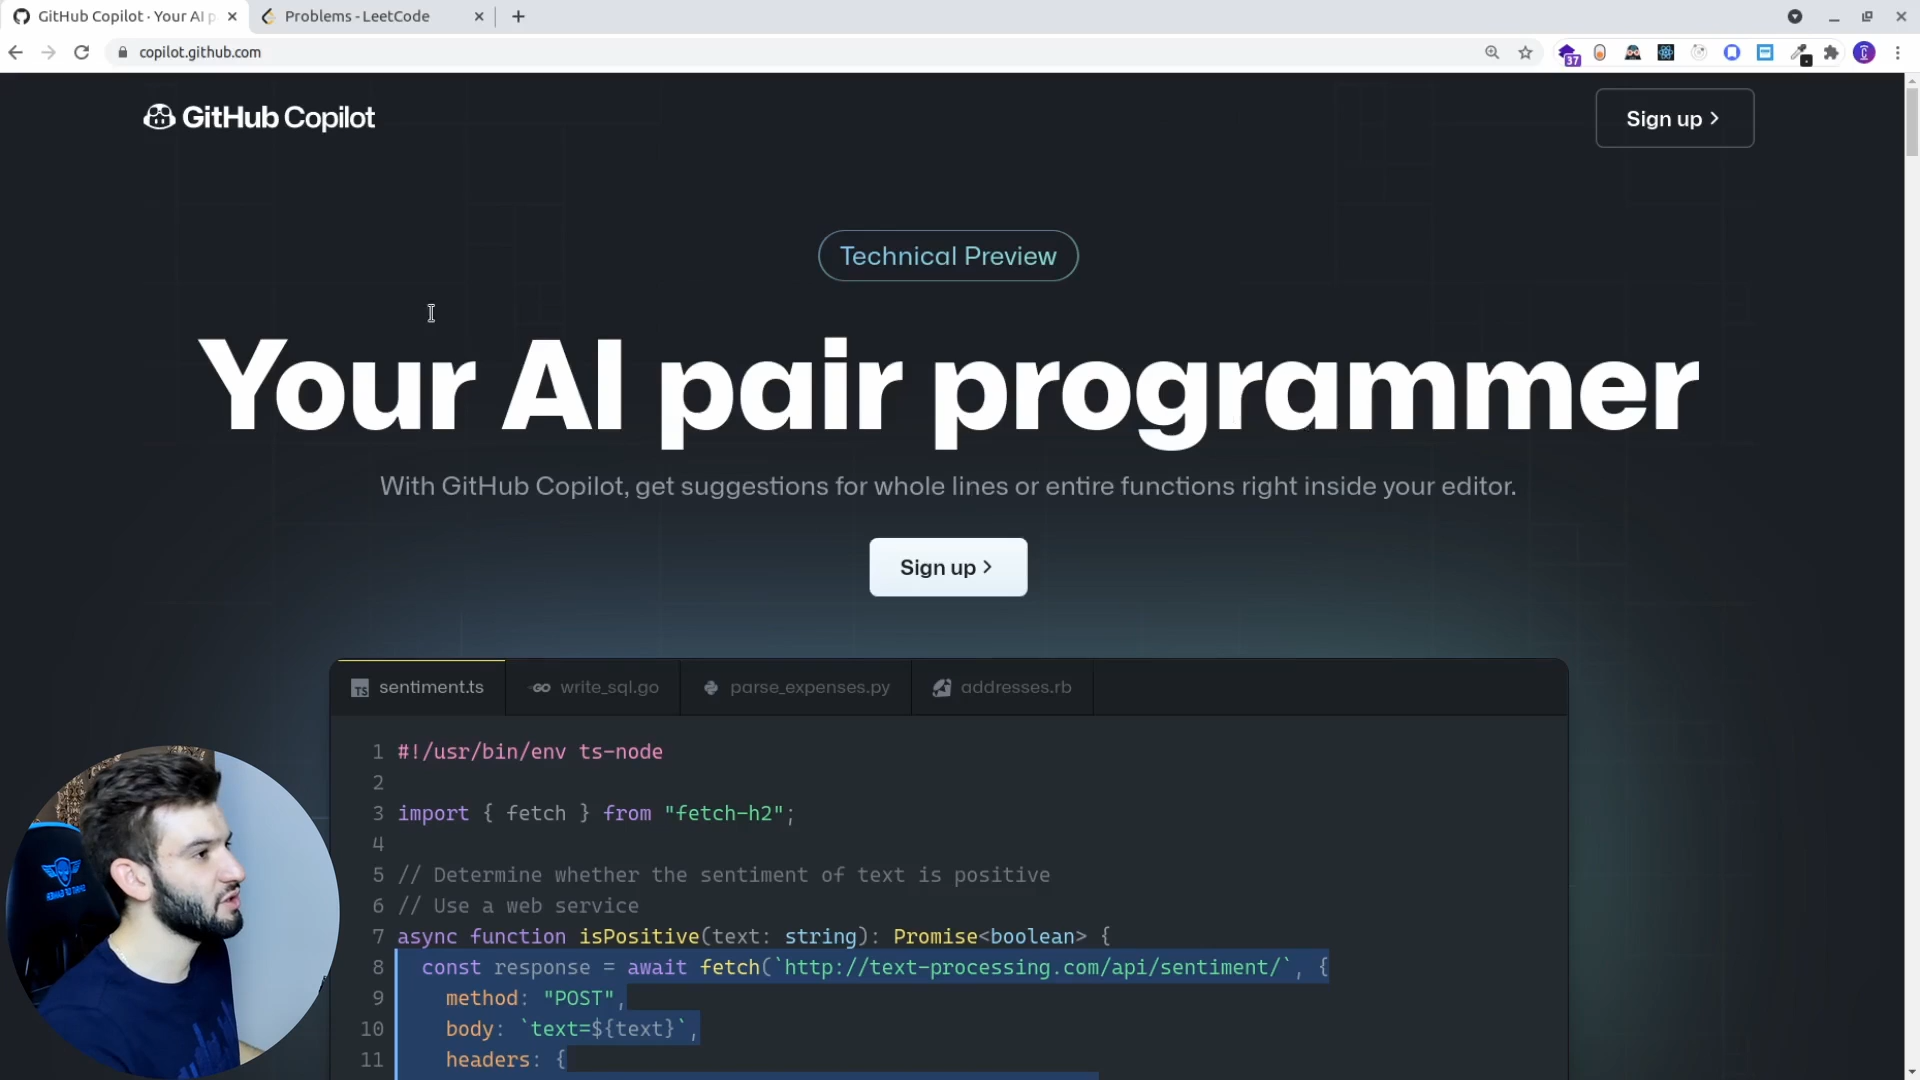 GitHub Copilot · Your AI p
Problems - LeetCode
copilot.github.com
37
GitHub Copilot
Sign up
Technical Preview
Your AI pair programmer
With GitHub Copilot, get suggestions for whole lines or entire functions right inside your editor.
Sign up
TS sentiment.ts
GO write_sql.go
parse_expenses.py
addresses.rb
1 #!/usr/bin/env ts-node
2
3 import { fetch } from "fetch-h2";
4
5 // Determine whether the sentiment of text is positive
6 // Use a web service
7 async function isPositive(text: string): Promise<boolean> {
8 const response = await fetch(`http://text-processing.com/api/sentiment/`, {
9 method: "POST",
10 body: `text=${text}`,
11 headers: {